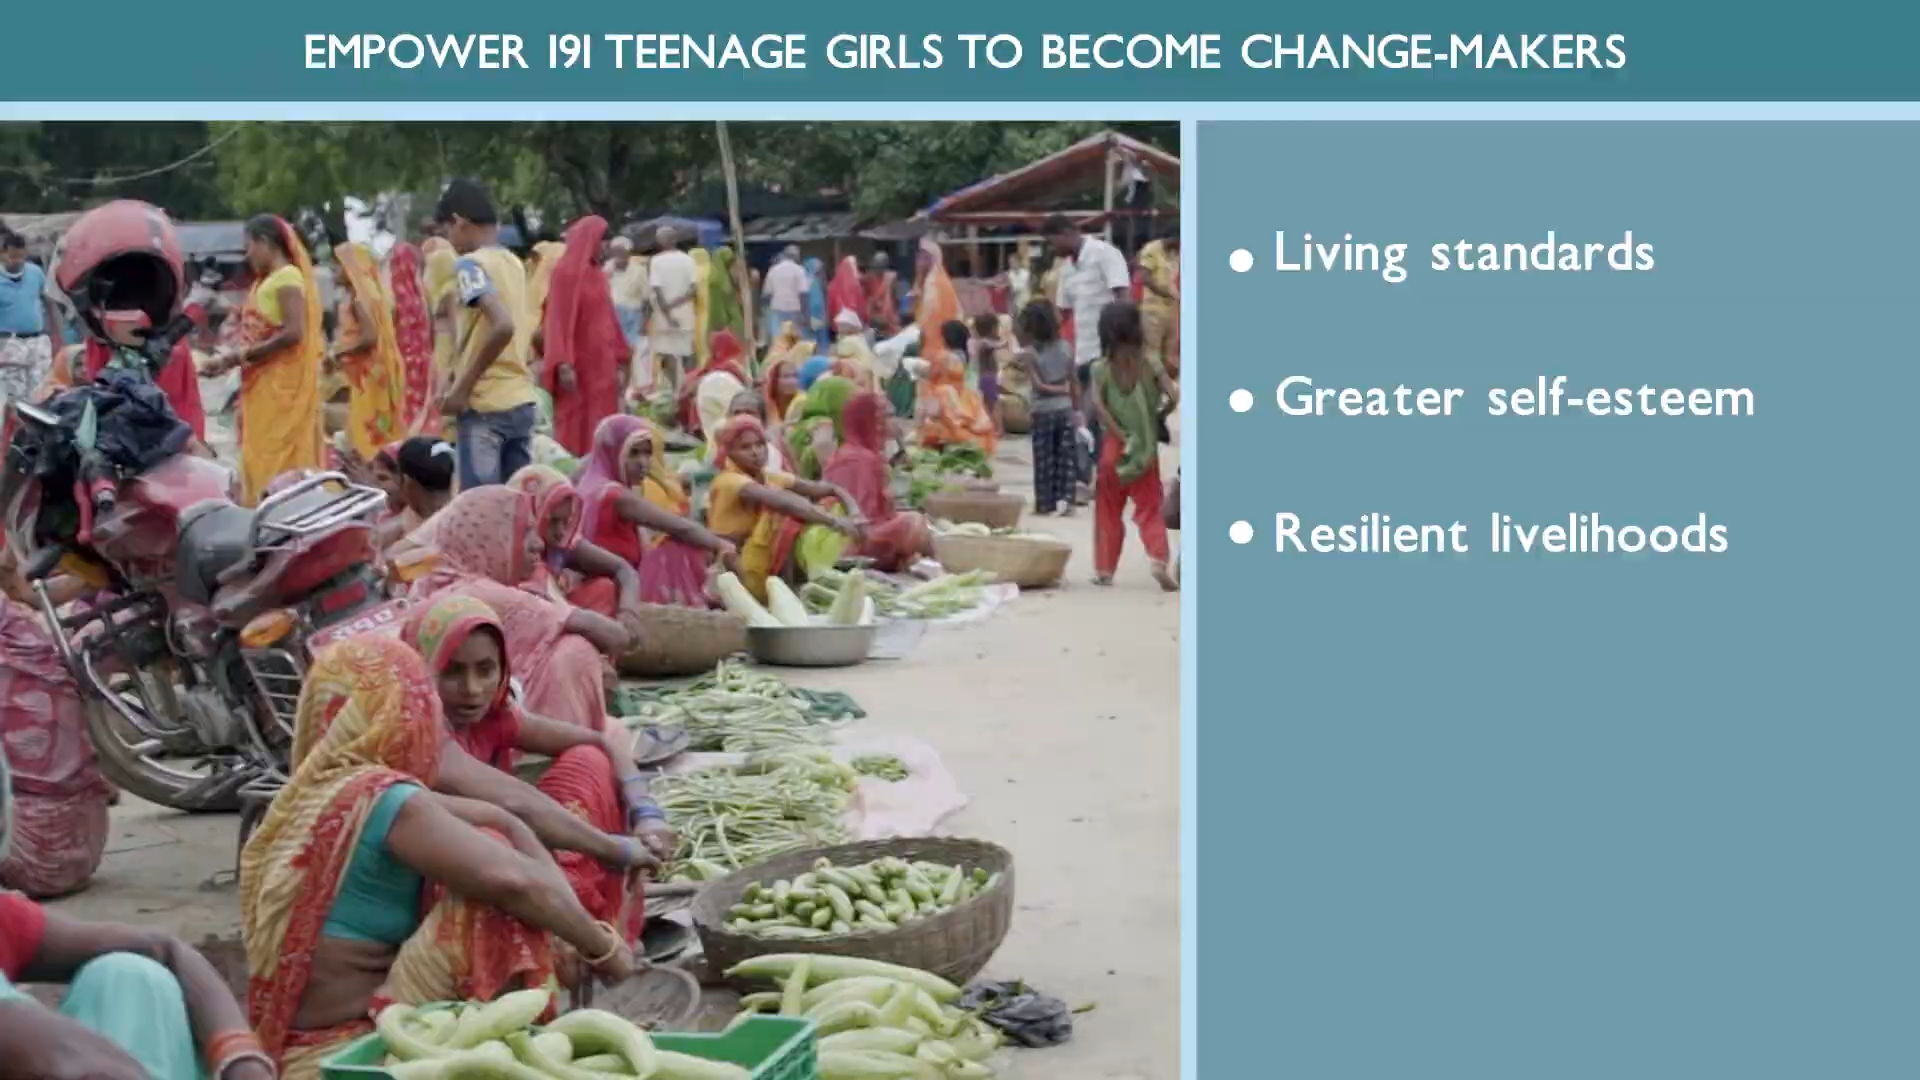 EMPOWER 191 TEENAGE GIRLS TO BECOME CHANGE-MAKERS
• Living standards
• Greater self-esteem
• Resilient livelihoods